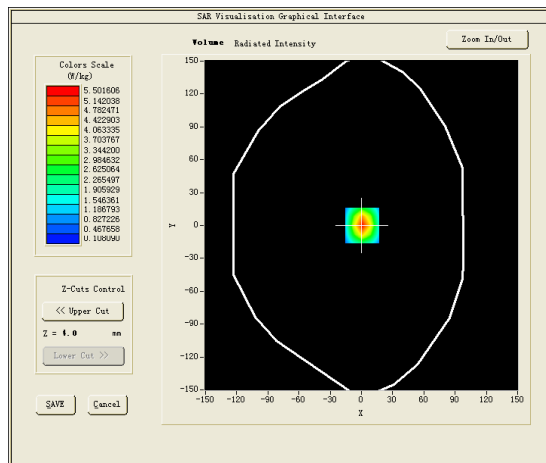 SAR Visualisation Graphical Interface
Volume Radiated Intensity
Zoom In/Out
Colors Scale
(W/kg)
5.501606
5.142038
4.782471
4.422903
4.063335
3.703767
3.344200
2.984632
2.625064
2.265497
1.905929
1.546361
1.186793
0.827226
0.467658
0.108090
150
120
90
60
30
0
-30
-60
-90
-120
-150
Y
-150 -120 -90 -60 -30 0 30 60 90 120 150
X
Z-Cuts Control
<< Upper Cut
Z = 4.0 mm
Lower Cut >>
SAVE Cancel